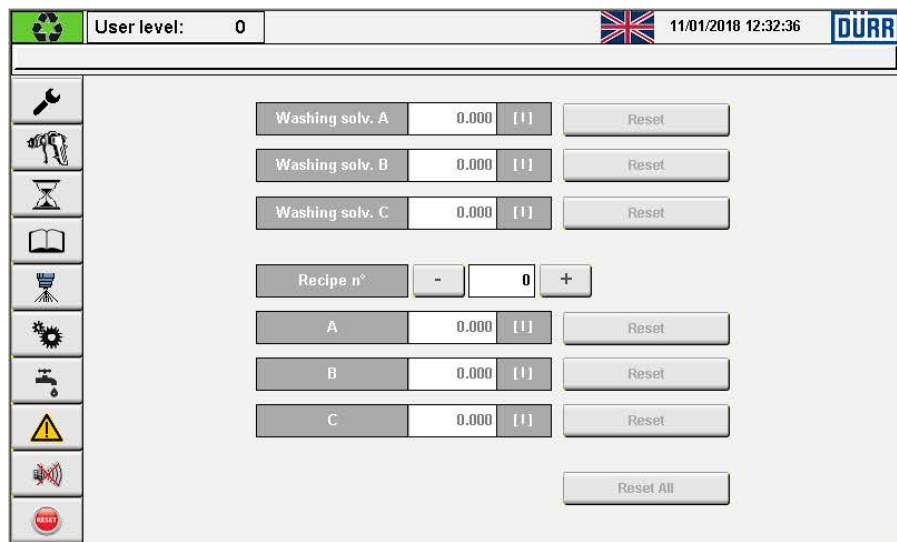 User level: 0 11/01/2018 12:32:36 DÜRR
Washing solv. A 0.000 [l] Reset
Washing solv. B 0.000 [l] Reset
Washing solv. C 0.000 [l] Reset
Recipe n° - 0 +
A 0.000 [l] Reset
B 0.000 [l] Reset
C 0.000 [l] Reset
Reset All
RESET